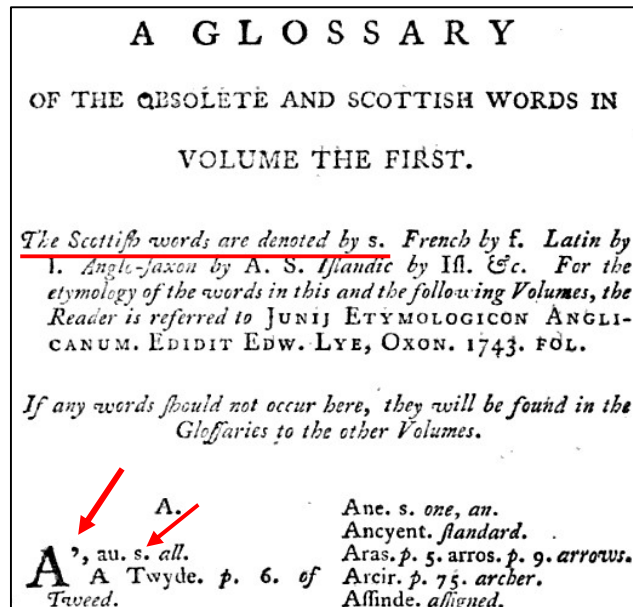 A GLOSSARY
OF THE OBSOLETE AND SCOTTISH WORDS IN
VOLUME THE FIRST.
The Scottiſh words are denoted by s. French by f. Latin by
l. Anglo-ſaxon by A. S. Iſlandic by Iſl. &c. For the
etymology of the words in this and the following Volumes, the
Reader is referred to JUNIJ ETYMOLOGICON ANGLI-
CANUM. EDIDIT EDW. LYE, OXON. 1743. FOL.
If any words ſhould not occur here, they will be found in the
Gloſſaries to the other Volumes.
A.
A’, au. s. all.
A Twyde. p. 6. of
Tweed.
Ane. s. one, an.
Ancyent. ſtandard.
Aras. p. 5. arros. p. 9. arrows.
Arcir. p. 75. archer.
Aſſinde. aſſigned.